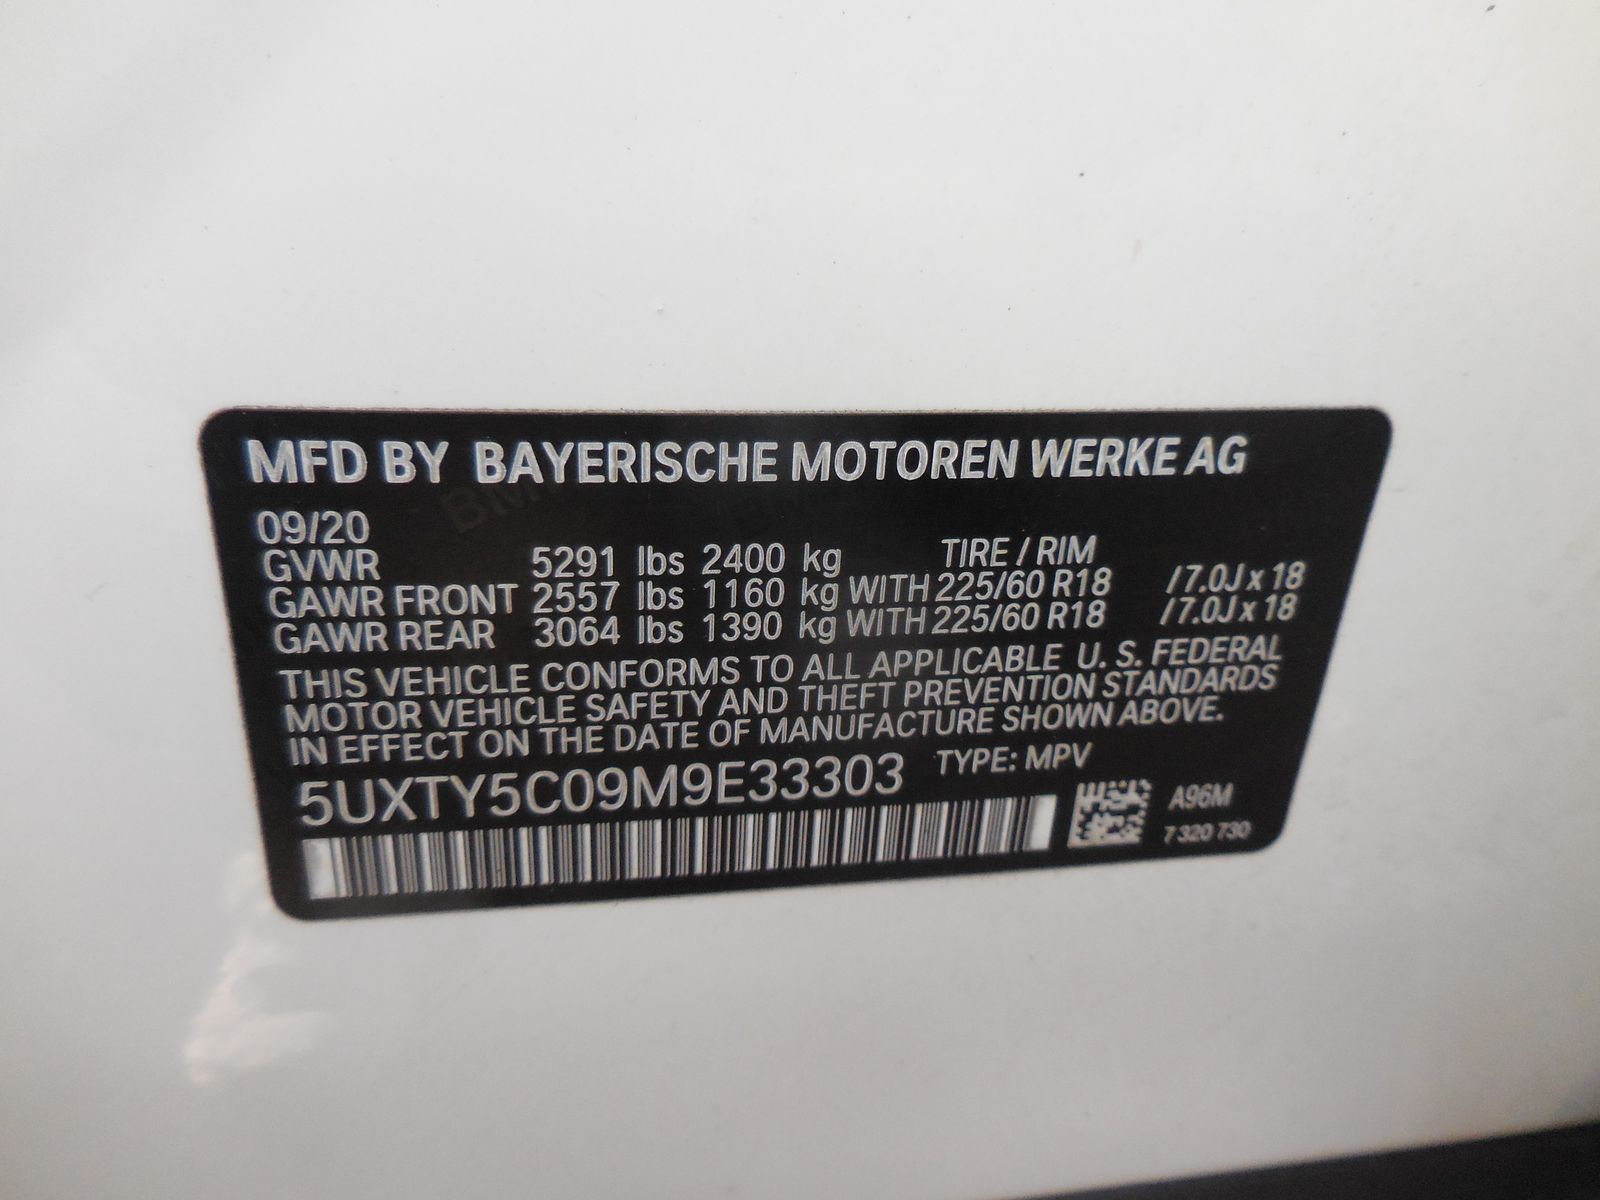 MFD BY BAYERISCHE MOTOREN WERKE AG
09/20
GVWR 5291 lbs 2400 kg TIRE / RIM
GAWR FRONT 2557 lbs 1160 kg WITH 225/60 R18 / 7.0J x 18
GAWR REAR 3064 lbs 1390 kg WITH 225/60 R18 / 7.0J x 18
THIS VEHICLE CONFORMS TO ALL APPLICABLE U. S. FEDERAL
MOTOR VEHICLE SAFETY AND THEFT PREVENTION STANDARDS
IN EFFECT ON THE DATE OF MANUFACTURE SHOWN ABOVE.
5UXTY5C09M9E33303 TYPE: MPV
A96M
7 320 730